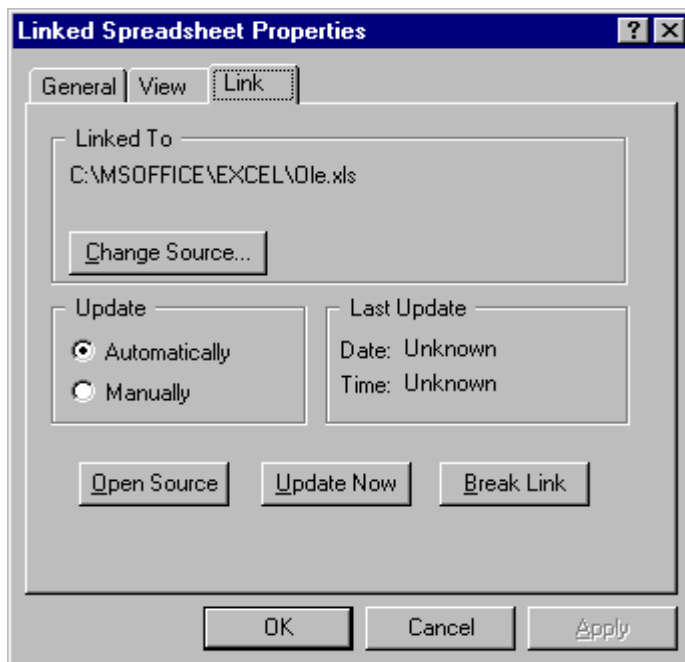 Linked Spreadsheet Properties
General View Link
Linked To
C:\MSOFFICE\EXCEL\Ole.xls
Change Source...
Update
Automatically
Manually
Last Update
Date: Unknown
Time: Unknown
Open Source Update Now Break Link
OK Cancel Apply